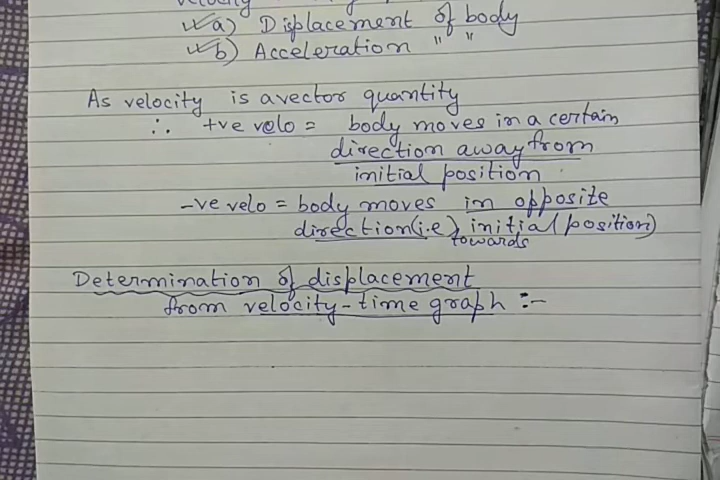 a) Displacement of body
b) Acceleration " "
As velocity is a vector quantity
∴ +ve velo = body moves in a certain
direction away from
initial position
-ve velo = body moves in opposite
direction (i.e) initial position)
towards
Determination of displacement
from velocity-time graph :-